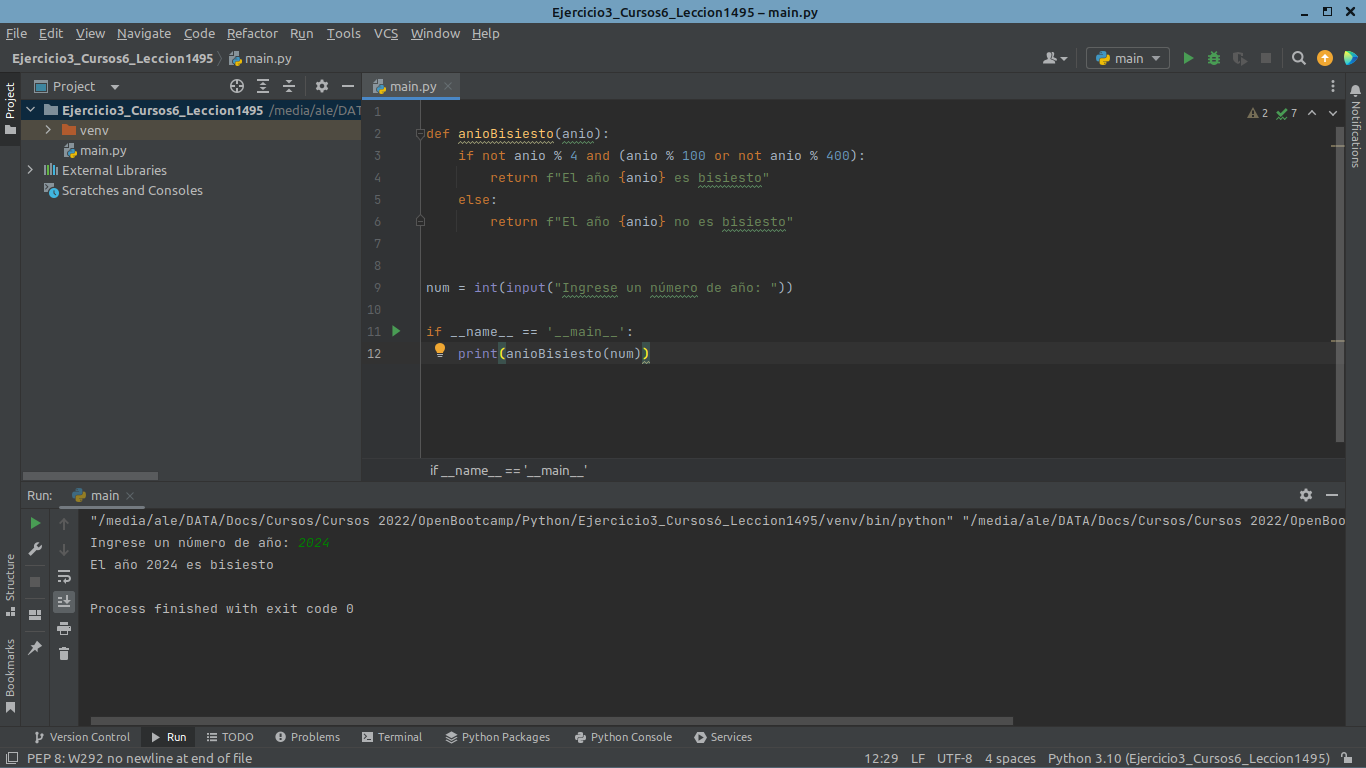 Ejercicio3_Cursos6_Leccion1495 – main.py
File Edit View Navigate Code Refactor Run Tools VCS Window Help
Ejercicio3_Cursos6_Leccion1495 main.py
main
Project
Project
main.py
Notifications
Ejercicio3_Cursos6_Leccion1495 /media/ale/DAT
venv
main.py
External Libraries
Scratches and Consoles
2 7
1
2 def anioBisiesto(anio):
3 if not anio % 4 and (anio % 100 or not anio % 400):
4 return f"El año {anio} es bisiesto"
5 else:
6 return f"El año {anio} no es bisiesto"
7
8
9 num = int(input("Ingrese un número de año: "))
10
11 if __name__ == '__main__':
12 print(anioBisiesto(num))
if __name__ == '__main__'
Run: main
"/media/ale/DATA/Docs/Cursos/Cursos 2022/OpenBootcamp/Python/Ejercicio3_Cursos6_Leccion1495/venv/bin/python" "/media/ale/DATA/Docs/Cursos/Cursos 2022/OpenBoo
Ingrese un número de año: 2024
El año 2024 es bisiesto
Process finished with exit code 0
Structure
Bookmarks
Version Control Run TODO Problems Terminal Python Packages Python Console Services
PEP 8: W292 no newline at end of file 12:29 LF UTF-8 4 spaces Python 3.10 (Ejercicio3_Cursos6_Leccion1495)